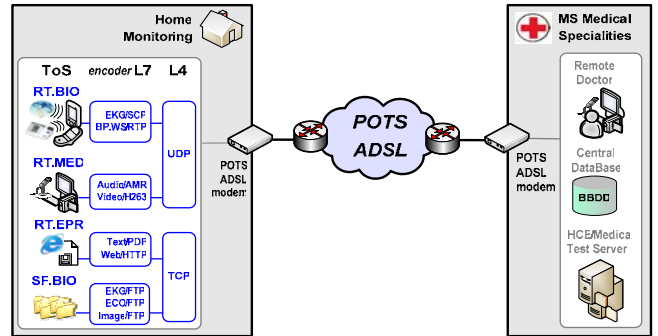 Home
Monitoring
ToS encoder L7 L4
RT.BIO
EKG/SCP
BP.WS/RTP
UDP
RT.MED
Audio/AMR
Video/H263
RT.EPR
Text/PDF
Web/HTTP
TCP
SF.BIO
EKG/FTP
ECO/FTP
Image/FTP
POTS
ADSL
modem
POTS
ADSL
POTS
ADSL
modem
MS Medical
Specialities
Remote
Doctor
Central
DataBase
BBDD
HCE/Medica
Test Server